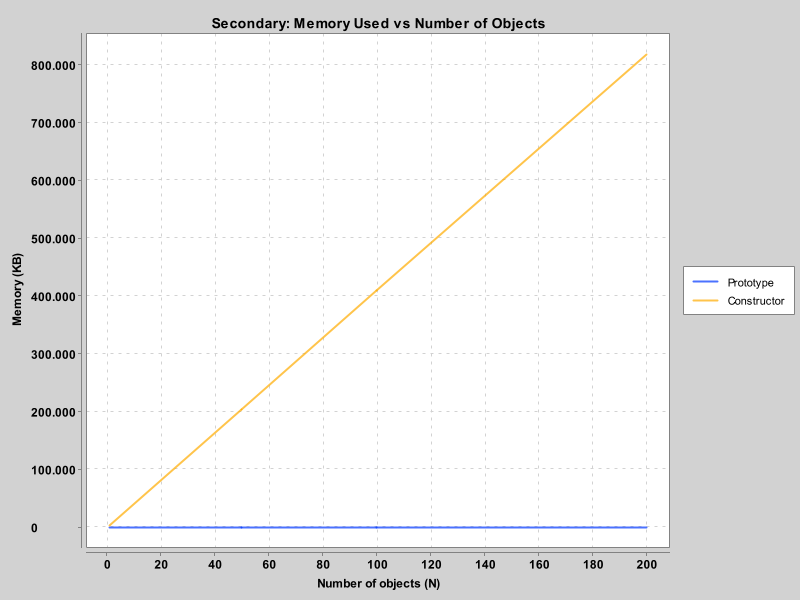 Secondary: Memory Used vs Number of Objects
Memory (KB)
800.000
700.000
600.000
500.000
400.000
300.000
200.000
100.000
0
0 20 40 60 80 100 120 140 160 180 200
Number of objects (N)
Prototype
Constructor